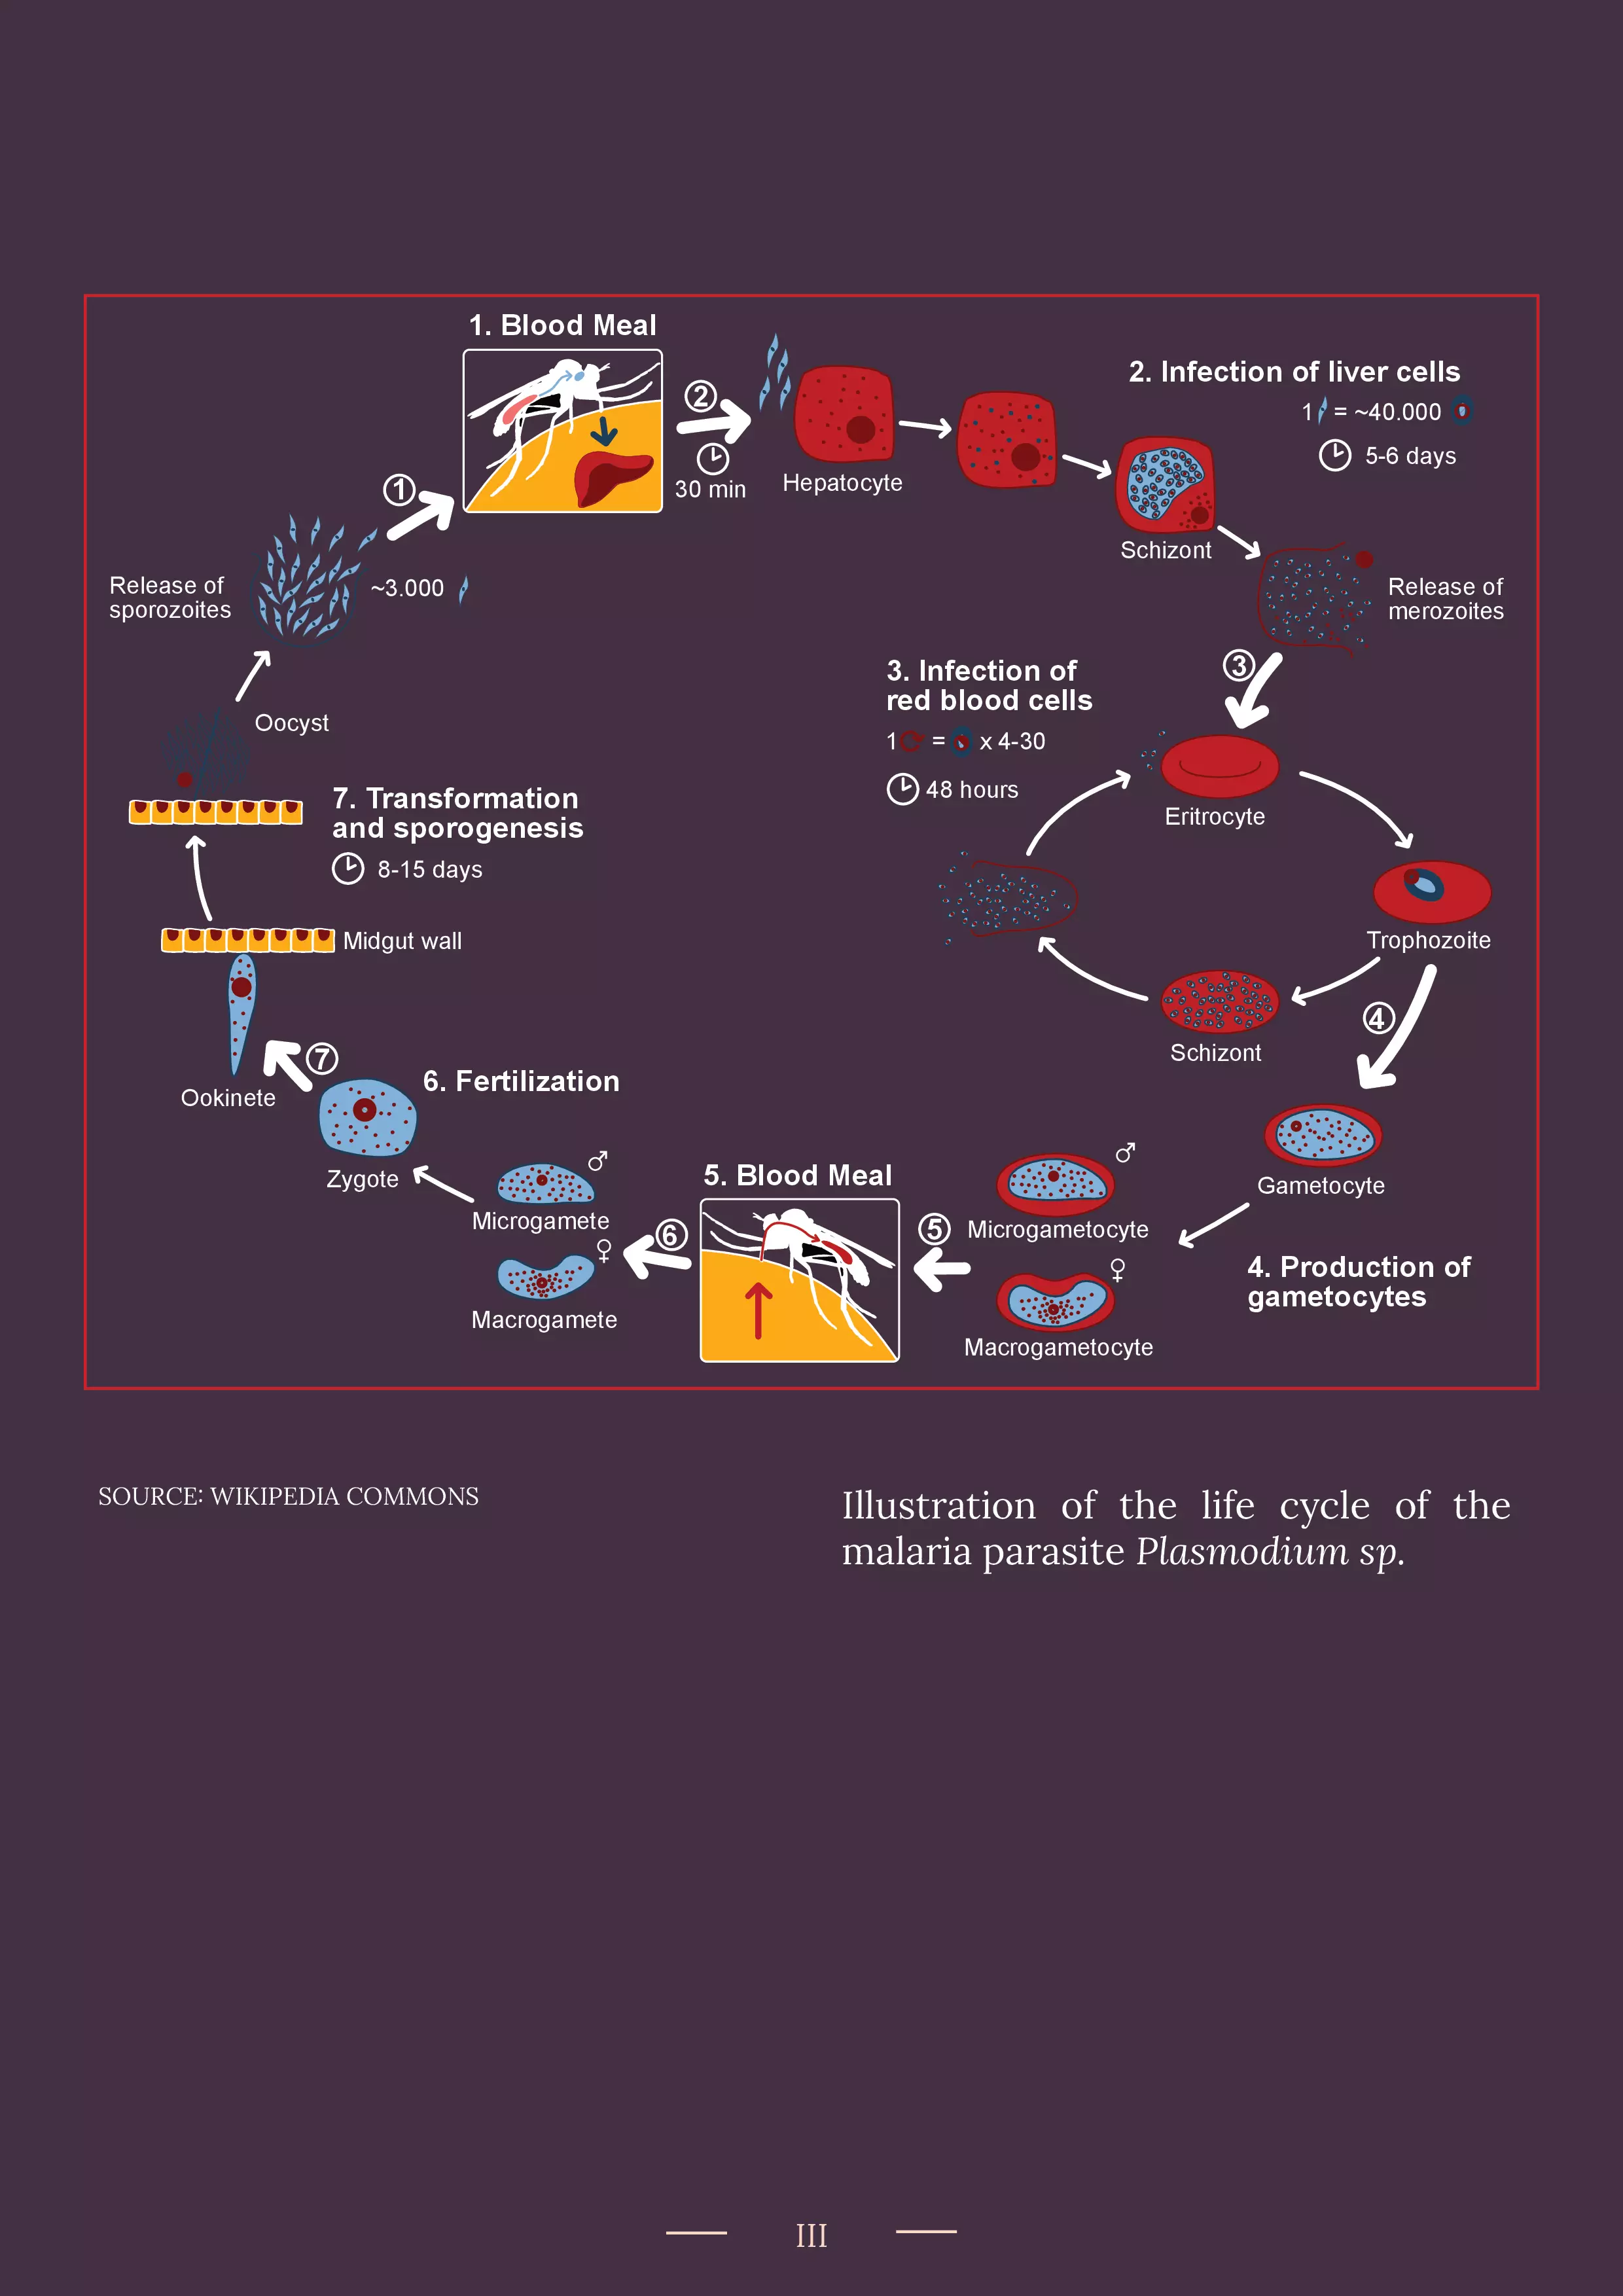 1. Blood Meal
2
30 min
Hepatocyte
2. Infection of liver cells
1 = ~40.000
5-6 days
Schizont
Release of
merozoites
1
Release of
sporozoites
~3.000
3
3. Infection of
red blood cells
1 = x 4-30
48 hours
Eritrocyte
Trophozoite
Schizont
4
Gametocyte
4. Production of
gametocytes
♂
Microgametocyte
♀
Macrogametocyte
5
5. Blood Meal
6
♂
Microgamete
♀
Macrogamete
6. Fertilization
Zygote
7
Ookinete
Midgut wall
7. Transformation
and sporogenesis
8-15 days
Oocyst
SOURCE: WIKIPEDIA COMMONS
Illustration of the life cycle of the
malaria parasite Plasmodium sp.
III